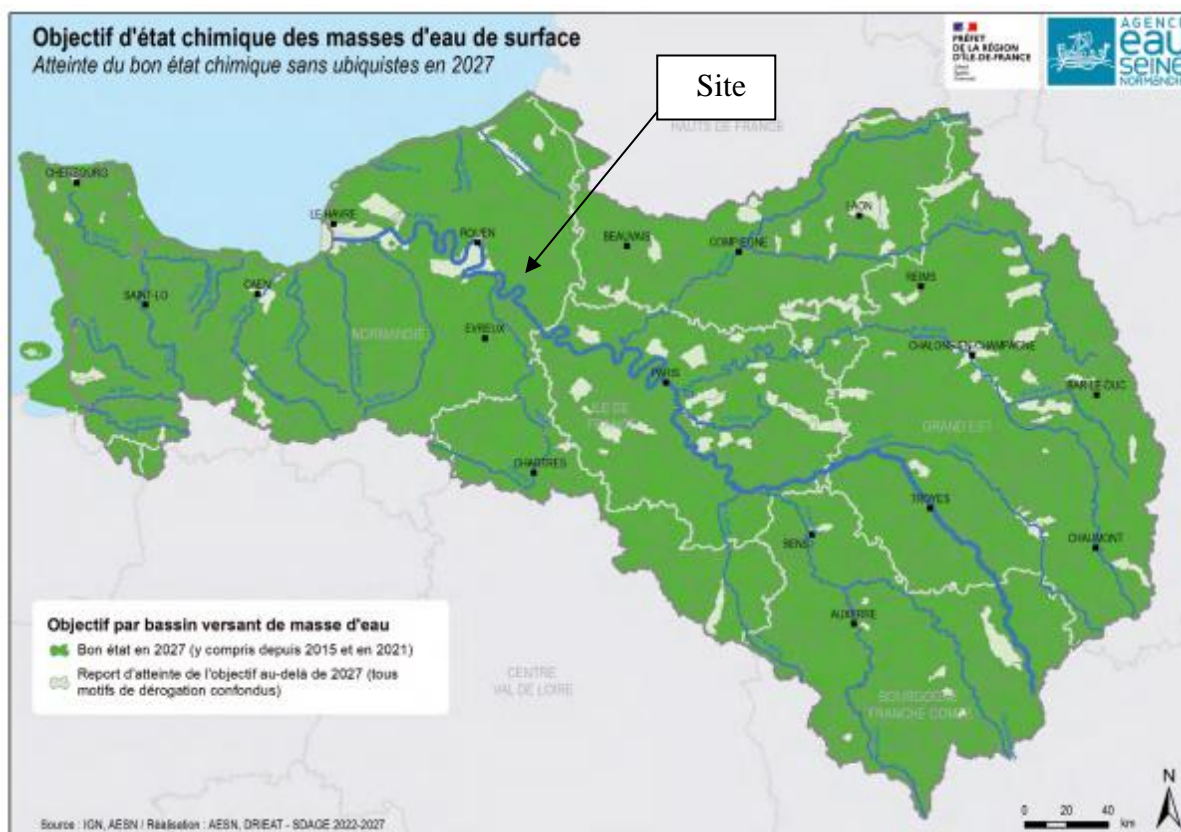 Objectif d'état chimique des masses d'eau de surface
Atteinte du bon état chimique sans ubiquistes en 2027
PRÉFET
DE LA RÉGION
D'ÎLE-DE-FRANCE
AGENCE
eau
SEINE
NORMANDIE
Site
HAUTS DE FRANCE
CHERBOURG
LE HAVRE
ROUEN
BEAUVAIS
COMPIEGNE
LAON
REIMS
SAINT-LO
CAEN
NORMANDIE
EVREUX
PARIS
ILE DE
CHALONS-EN-CHAMPAGNE
BAR-LE-DUC
GRAND EST
CHARTRES
TROYES
SENS
CHAUMONT
AUXERRE
CENTRE
VAL DE LOIRE
BOURGOGNE
FRANCHE COMTE
Objectif par bassin versant de masse d'eau
Bon état en 2027 (y compris depuis 2015 et en 2021)
Report d'atteinte de l'objectif au-delà de 2027 (tous
motifs de dérogation confondus)
N
0 20 40
km
Source : IGN, AESN / Réalisation : AESN, DRIEAT - SDAGE 2022-2027